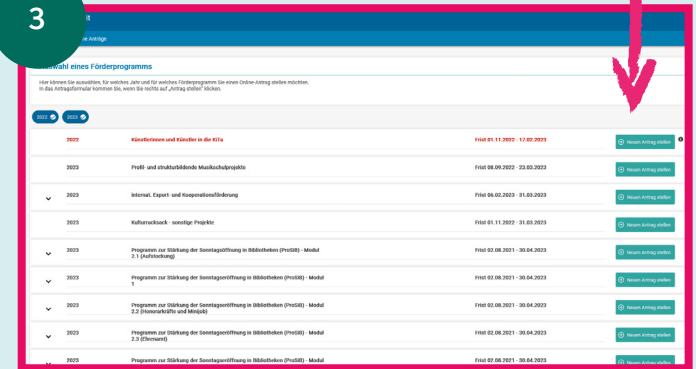 3
it
e Anträge
wahl eines Förderprogramms
Hier können Sie auswählen, für welches Jahr und für welches Förderprogramm Sie einen Online-Antrag stellen möchten.
In das Antragsformular kommen Sie, wenn Sie rechts auf „Antrag stellen" klicken.
2022 2023
2022 Künstlerinnen und Künstler in die KiTa Frist 01.11.2022 - 17.02.2023 Neuen Antrag stellen
2023 Profil- und strukturbildende Musikschulprojekte Frist 08.09.2022 - 23.03.2023 Neuen Antrag stellen
2023 internat. Export- und Kooperationsförderung Frist 06.02.2023 - 31.03.2023 Neuen Antrag stellen
2023 Kulturrucksack - sonstige Projekte Frist 01.11.2022 - 31.03.2023 Neuen Antrag stellen
2023 Programm zur Stärkung der Sonntagsöffnung in Bibliotheken (ProSiB) - Modul Frist 02.08.2021 - 30.04.2023 Neuen Antrag stellen
2.1 (Aufstockung)
2023 Programm zur Stärkung der Sonntagseröffnung in Bibliotheken (ProSiB) - Modul Frist 02.08.2021 - 30.04.2023 Neuen Antrag stellen
1
2023 Programm zur Stärkung der Sonntagseröffnung in Bibliotheken (ProSiB) - Modul Frist 02.08.2021 - 30.04.2023 Neuen Antrag stellen
2.2 (Honorarkräfte und Minijob)
2023 Programm zur Stärkung der Sonntagseröffnung in Bibliotheken (ProSiB) - Modul Frist 02.08.2021 - 30.04.2023 Neuen Antrag stellen
2.3 (Ehrenamt)
2023 Programm zur Stärkung der Sonntagseröffnung in Bibliotheken (ProSiB) - Modul Frist 02.08.2021 - 30.04.2023 Neuen Antrag stellen